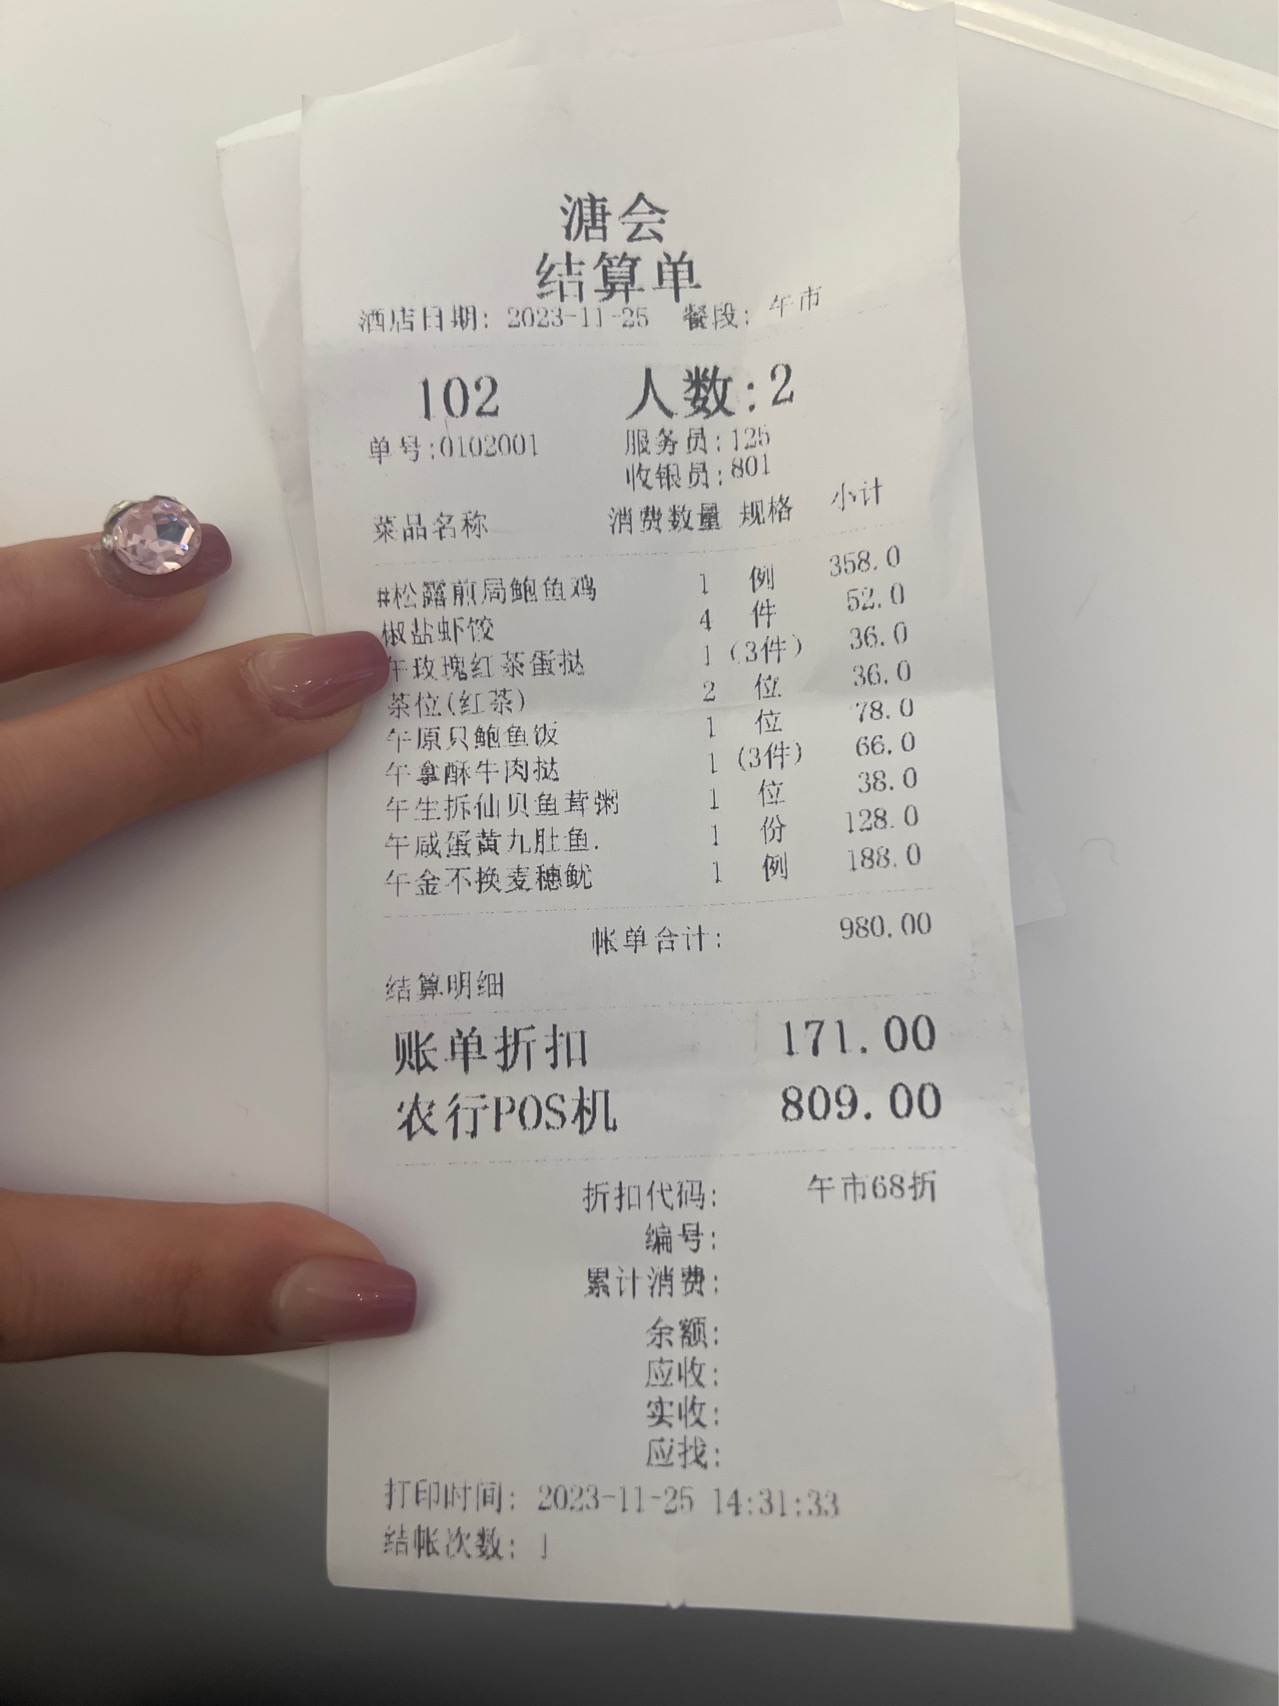 溏会
结算单
酒店日期: 2023-11-25 餐段: 午市
102 人数:2
单号:0102001 服务员:125
收银员:801
菜品名称 消费数量 规格 小计
#松露煎局鲍鱼鸡 1 例 358.0
椒盐虾饺 4 件 52.0
午玫瑰红茶蛋挞 1 (3件) 36.0
茶位(红茶) 2 位 36.0
午原只鲍鱼饭 1 位 78.0
午拿酥牛肉挞 1 (3件) 66.0
午生拆仙贝鱼茸粥 1 位 38.0
午咸蛋黄九肚鱼. 1 份 128.0
午金不换麦穗鱿 1 例 188.0
帐单合计: 980.00
结算明细
账单折扣 171.00
农行POS机 809.00
折扣代码: 午市68折
编号:
累计消费:
余额:
应收:
实收:
应找:
打印时间: 2023-11-25 14:31:33
结帐次数: 1